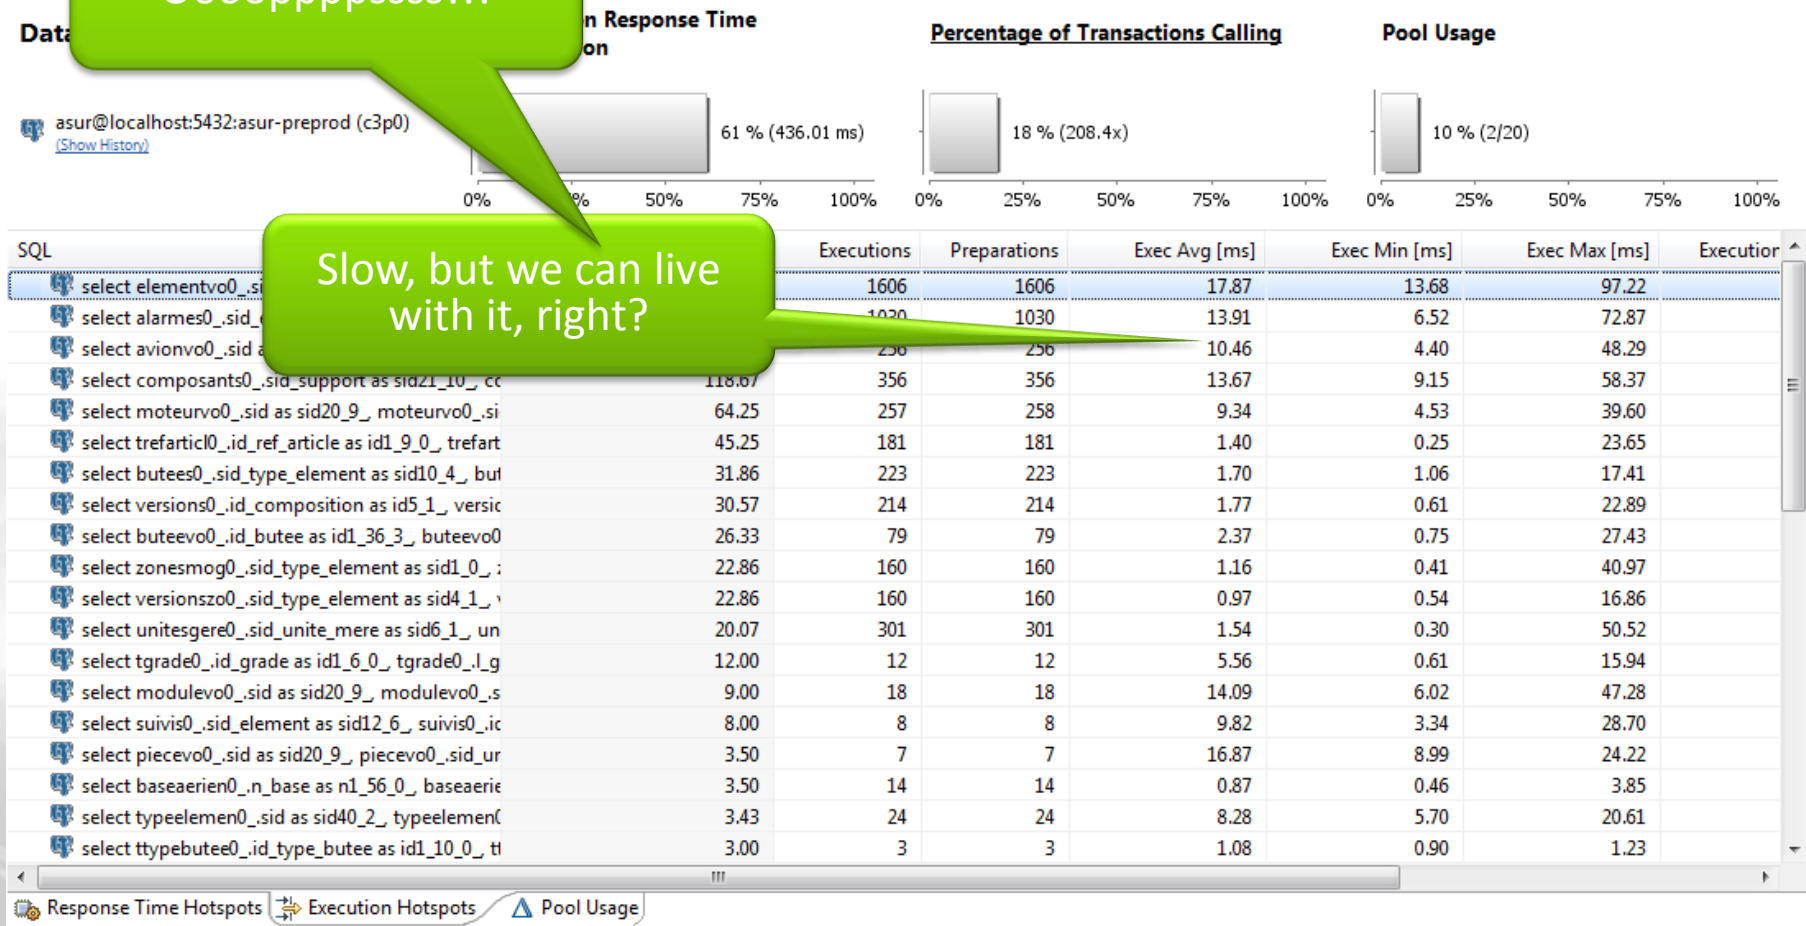 Data
n Response Time
on
Percentage of Transactions Calling
Pool Usage
asur@localhost:5432:asur-preprod (c3p0)
(Show History)
61 % (436.01 ms)
18 % (208.4x)
10 % (2/20)
0% % 50% 75% 100%
0% 25% 50% 75% 100%
0% 25% 50% 75% 100%
Slow, but we can live
with it, right?
SQL Executions Preparations Exec Avg [ms] Exec Min [ms] Exec Max [ms] Execution
select elementvo0_.si 1606 1606 17.87 13.68 97.22
select alarmes0_.sid_ 1030 1030 13.91 6.52 72.87
select avionvo0_.sid a 256 256 10.46 4.40 48.29
select composants0_.sid_support as sid21_10_, cc 118.67 356 356 13.67 9.15 58.37
select moteurvo0_.sid as sid20_9_, moteurvo0_.si 64.25 257 258 9.34 4.53 39.60
select trefarticl0_.id_ref_article as id1_9_0_, trefart 45.25 181 181 1.40 0.25 23.65
select butees0_.sid_type_element as sid10_4_, but 31.86 223 223 1.70 1.06 17.41
select versions0_.id_composition as id5_1_, versic 30.57 214 214 1.77 0.61 22.89
select buteevo0_.id_butee as id1_36_3_, buteevo0 26.33 79 79 2.37 0.75 27.43
select zonesmog0_.sid_type_element as sid1_0_, 22.86 160 160 1.16 0.41 40.97
select versionszo0_.sid_type_element as sid4_1_, 22.86 160 160 0.97 0.54 16.86
select unitesgere0_.sid_unite_mere as sid6_1_, un 20.07 301 301 1.54 0.30 50.52
select tgrade0_.id_grade as id1_6_0_, tgrade0_.l_g 12.00 12 12 5.56 0.61 15.94
select modulevo0_.sid as sid20_9_, modulevo0_.s 9.00 18 18 14.09 6.02 47.28
select suivis0_.sid_element as sid12_6_, suivis0_.ic 8.00 8 8 9.82 3.34 28.70
select piecevo0_.sid as sid20_9_, piecevo0_.sid_ur 3.50 7 7 16.87 8.99 24.22
select baseaerien0_.n_base as n1_56_0_, baseaerie 3.50 14 14 0.87 0.46 3.85
select typeelemen0_.sid as sid40_2_, typeelemen0 3.43 24 24 8.28 5.70 20.61
select ttypebutee0_.id_type_butee as id1_10_0_, tt 3.00 3 3 1.08 0.90 1.23
Response Time Hotspots Execution Hotspots Pool Usage